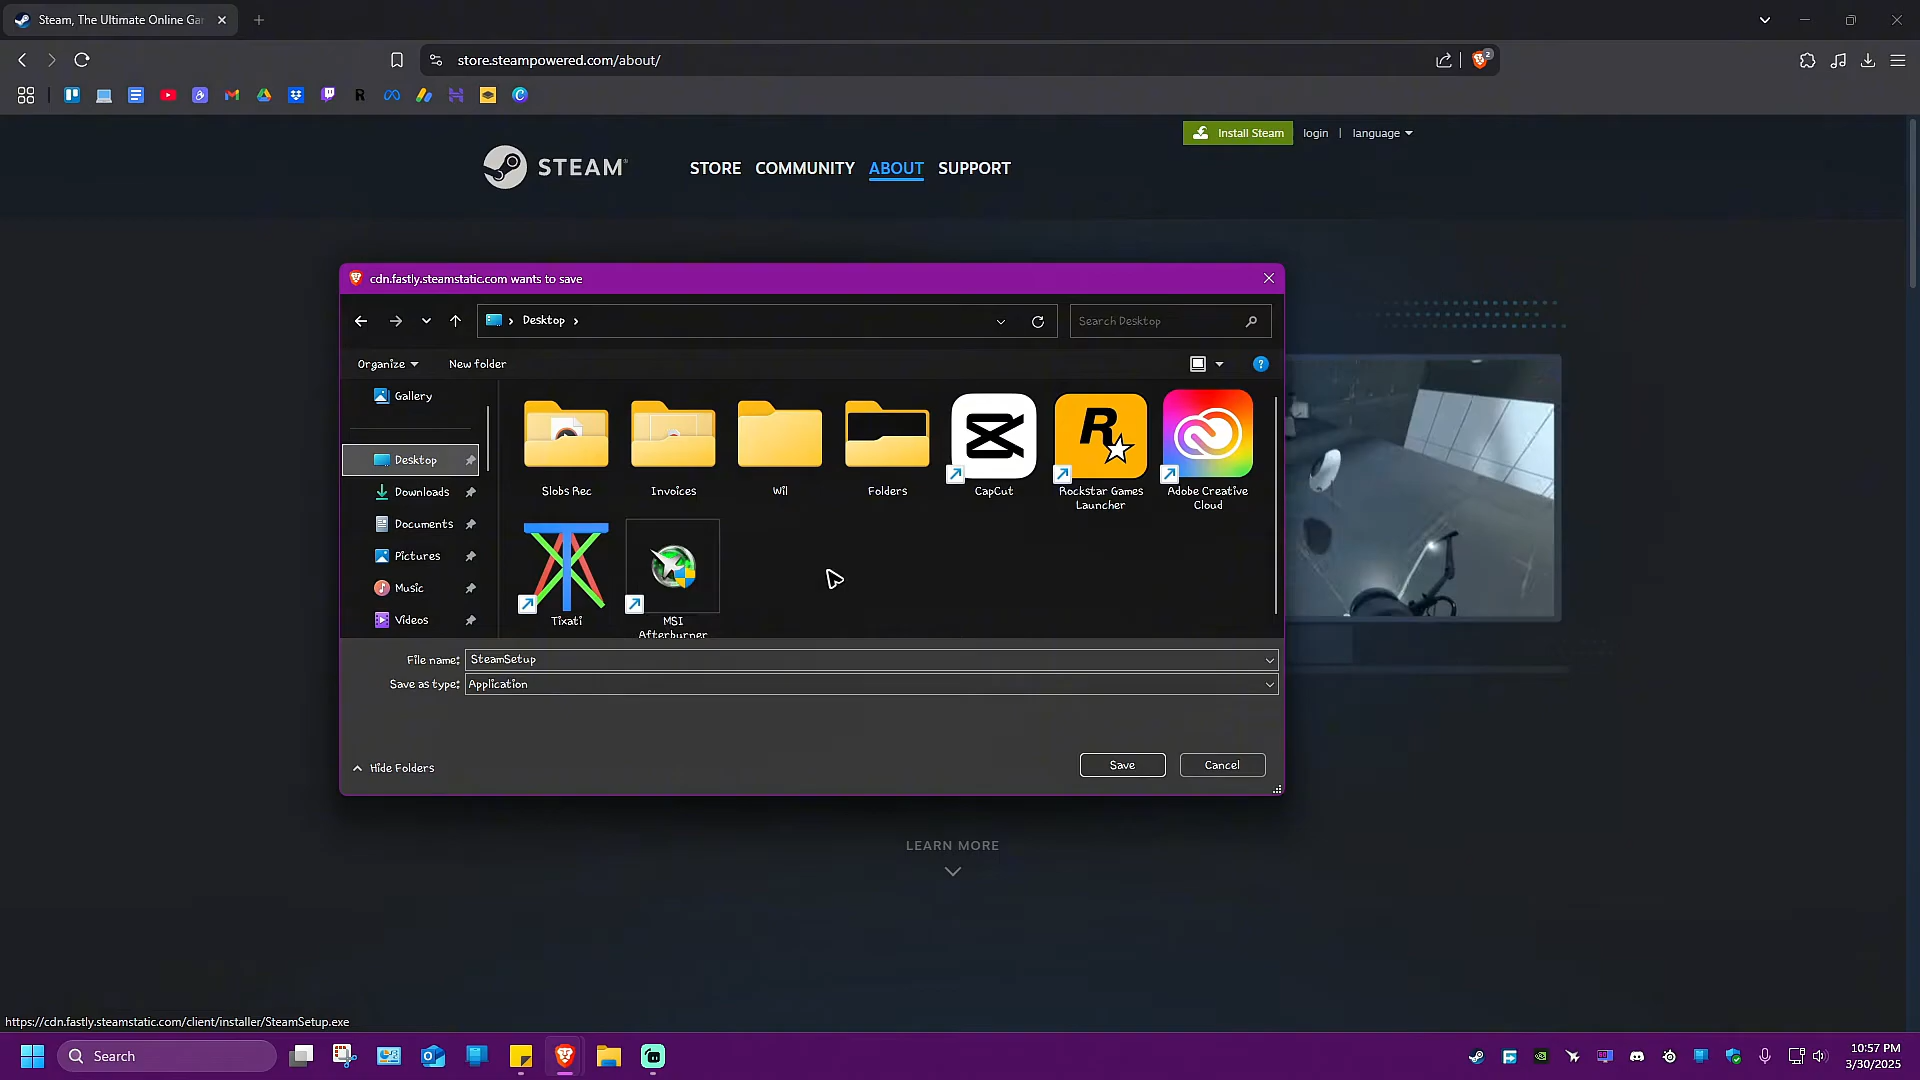 Steam, The Ultimate Online Ga
store.steampowered.com/about/
2
Install Steam
login
|
language
STEAM®
STORE
COMMUNITY
ABOUT
SUPPORT
cdn.fastly.steamstatic.com wants to save
Desktop
Search Desktop
Organize
New folder
Gallery
Desktop
Downloads
Documents
Pictures
Music
Videos
Slobs Rec
Invoices
Wil
Folders
CapCut
Rockstar Games
Launcher
Adobe Creative
Cloud
Tixati
MSI
Afterburner
File name:
SteamSetup
Save as type:
Application
Hide Folders
Save
Cancel
LEARN MORE
https://cdn.fastly.steamstatic.com/client/installer/SteamSetup.exe
Search
10:57 PM
3/30/2025